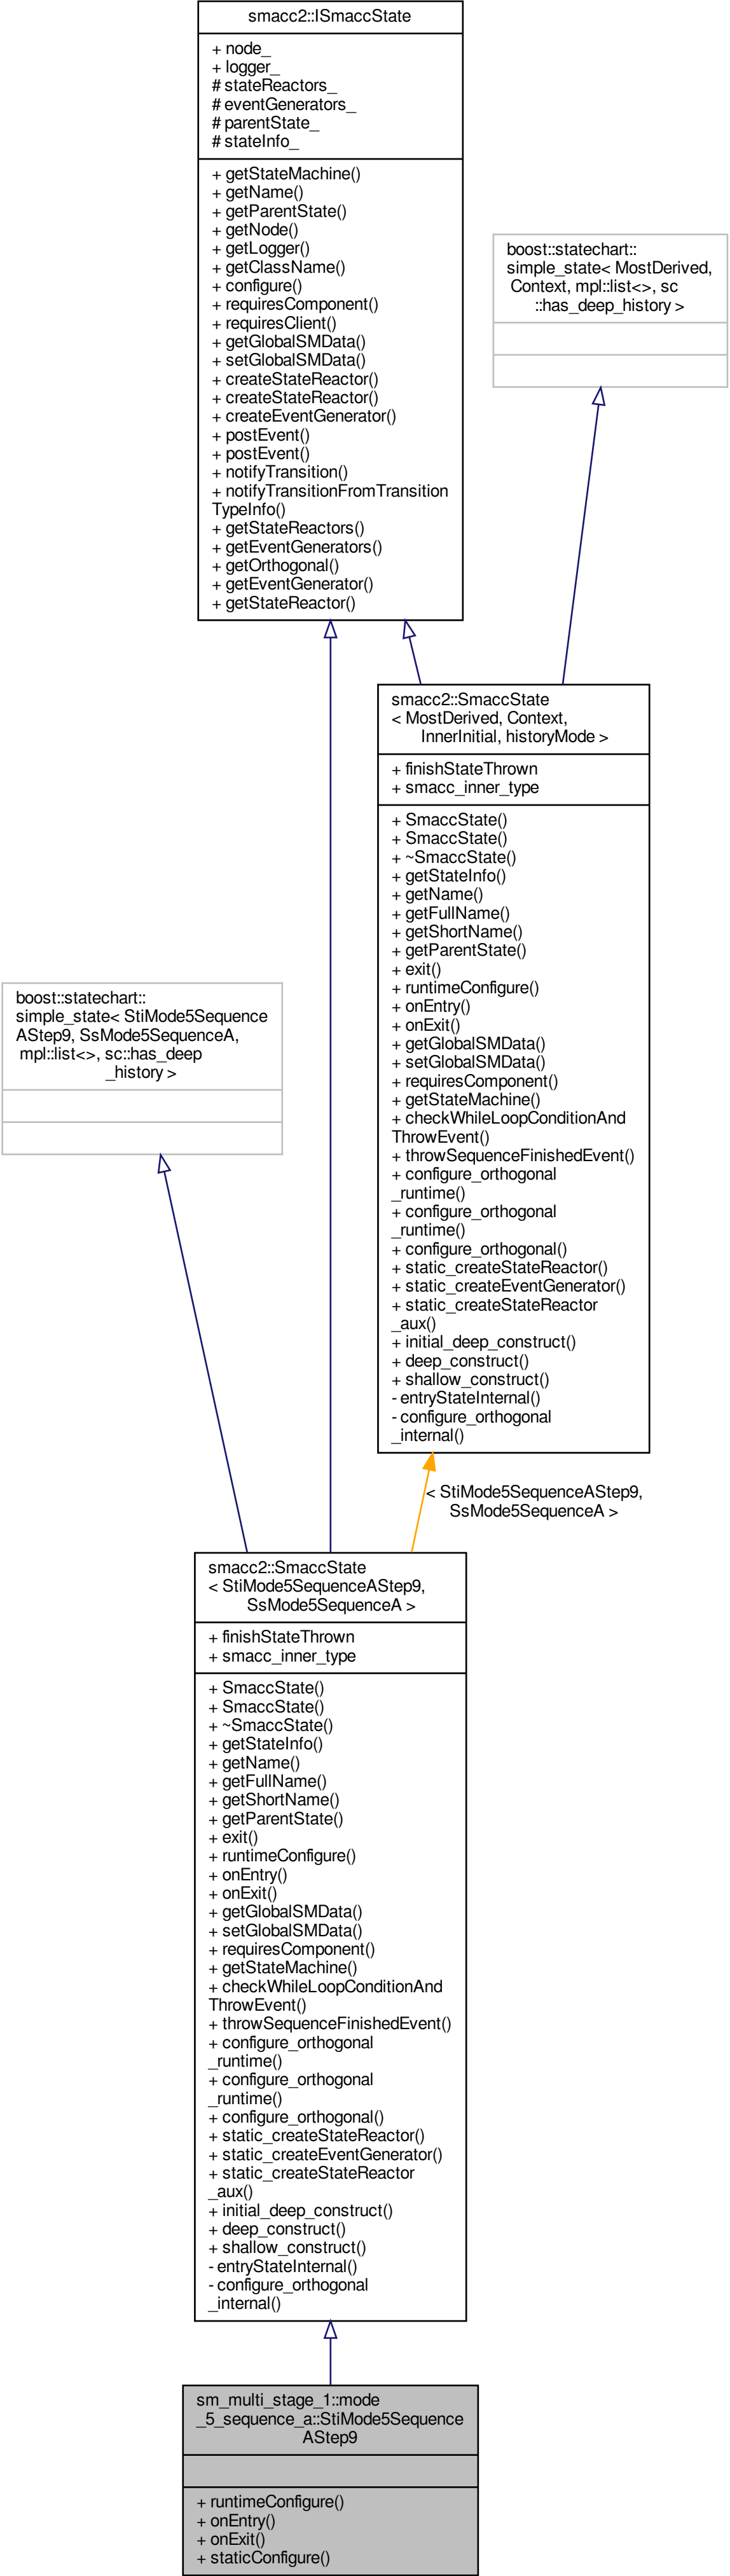 smacc2::ISmaccState
+ node_
+ logger_
# stateReactors_
# eventGenerators_
# parentState_
# stateInfo_
+ getStateMachine()
+ getName()
+ getParentState()
+ getNode()
+ getLogger()
+ getClassName()
+ configure()
+ requiresComponent()
+ requiresClient()
+ getGlobalSMData()
+ setGlobalSMData()
+ createStateReactor()
+ createStateReactor()
+ createEventGenerator()
+ postEvent()
+ postEvent()
+ notifyTransition()
+ notifyTransitionFromTransition
TypeInfo()
+ getStateReactors()
+ getEventGenerators()
+ getOrthogonal()
+ getEventGenerator()
+ getStateReactor()
boost::statechart::
simple_state< MostDerived,
Context, mpl::list<>, sc
::has_deep_history >
smacc2::SmaccState
< MostDerived, Context,
InnerInitial, historyMode >
+ finishStateThrown
+ smacc_inner_type
+ SmaccState()
+ SmaccState()
+ ~SmaccState()
+ getStateInfo()
+ getName()
+ getFullName()
+ getShortName()
+ getParentState()
+ exit()
+ runtimeConfigure()
+ onEntry()
+ onExit()
+ getGlobalSMData()
+ setGlobalSMData()
+ requiresComponent()
+ getStateMachine()
+ checkWhileLoopConditionAnd
ThrowEvent()
+ throwSequenceFinishedEvent()
+ configure_orthogonal
_runtime()
+ configure_orthogonal
_runtime()
+ configure_orthogonal()
+ static_createStateReactor()
+ static_createEventGenerator()
+ static_createStateReactor
_aux()
+ initial_deep_construct()
+ deep_construct()
+ shallow_construct()
- entryStateInternal()
- configure_orthogonal
_internal()
boost::statechart::
simple_state< StiMode5Sequence
AStep9, SsMode5SequenceA,
mpl::list<>, sc::has_deep
_history >
< StiMode5SequenceAStep9,
SsMode5SequenceA >
smacc2::SmaccState
< StiMode5SequenceAStep9,
SsMode5SequenceA >
+ finishStateThrown
+ smacc_inner_type
+ SmaccState()
+ SmaccState()
+ ~SmaccState()
+ getStateInfo()
+ getName()
+ getFullName()
+ getShortName()
+ getParentState()
+ exit()
+ runtimeConfigure()
+ onEntry()
+ onExit()
+ getGlobalSMData()
+ setGlobalSMData()
+ requiresComponent()
+ getStateMachine()
+ checkWhileLoopConditionAnd
ThrowEvent()
+ throwSequenceFinishedEvent()
+ configure_orthogonal
_runtime()
+ configure_orthogonal
_runtime()
+ configure_orthogonal()
+ static_createStateReactor()
+ static_createEventGenerator()
+ static_createStateReactor
_aux()
+ initial_deep_construct()
+ deep_construct()
+ shallow_construct()
- entryStateInternal()
- configure_orthogonal
_internal()
sm_multi_stage_1::mode
_5_sequence_a::StiMode5Sequence
AStep9
+ runtimeConfigure()
+ onEntry()
+ onExit()
+ staticConfigure()